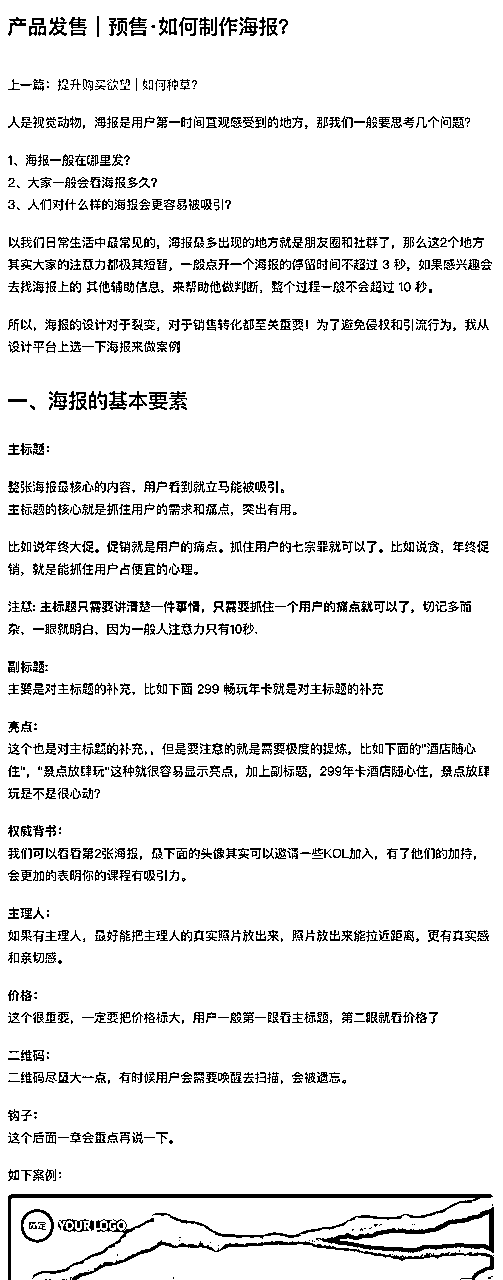 产品发售｜预售·如何制作海报？
上一篇：提升购买欲望｜如何种草？
人是视觉动物，海报是用户第一时间直观感受到的地方，那我们一般要思考几个问题？
1、海报一般在哪里发？
2、大家一般会看海报多久？
3、人们对什么样的海报会更容易被吸引？
以我们日常生活中最常见的，海报最多出现的地方就是朋友圈和社群了，那么这2个地方
其实大家的注意力都极其短暂，一般点开一个海报的停留时间不超过 3 秒，如果感兴趣会
去找海报上的 其他辅助信息，来帮助他做判断，整个过程一般不会超过 10 秒。
所以，海报的设计对于裂变，对于销售转化都至关重要！为了避免侵权和引流行为，我从
设计平台上选一下海报来做案例
一、海报的基本要素
主标题：
整张海报最核心的内容，用户看到就立马能被吸引。
主标题的核心就是抓住用户的需求和痛点，突出有用。
比如说年终大促。促销就是用户的痛点。抓住用户的七宗罪就可以了。比如说贪，年终促
销，就是能抓住用户占便宜的心理。
注意: 主标题只需要讲清楚一件事情，只需要抓住一个用户的痛点就可以了，切记多而
杂、一眼就明白、因为一般人注意力只有10秒、
副标题:
主要是对主标题的补充，比如下面 299 畅玩年卡就是对主标题的补充
亮点：
这个也是对主标题的补充，，但是要注意的就是需要极度的提炼，比如下面的“酒店随心
住”，“景点放肆玩”这种就很容易显示亮点，加上副标题，299年卡酒店随心住，景点放肆
玩是不是很心动？
权威背书：
我们可以看看第2张海报，最下面的头像其实可以邀请一些KOL加入，有了他们的加持，
会更加的表明你的课程有吸引力。
主理人：
如果有主理人，最好能把主理人的真实照片放出来，照片放出来能拉近距离，更有真实感
和亲切感。
价格：
这个很重要，一定要把价格标大，用户一般第一眼看主标题，第二眼就看价格了
二维码：
二维码尽量大一点，有时候用户会需要唤醒去扫描，会被遗忘。
钩子：
这个后面一章会重点再说一下。
如下案例：
稿定 YOUR LOGO